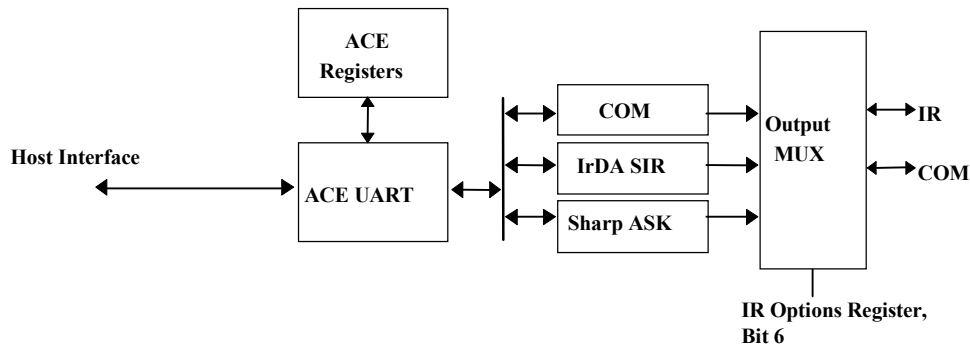 ACE
Registers
Host Interface
ACE UART
COM
IrDA SIR
Sharp ASK
Output
MUX
IR
COM
IR Options Register,
Bit 6